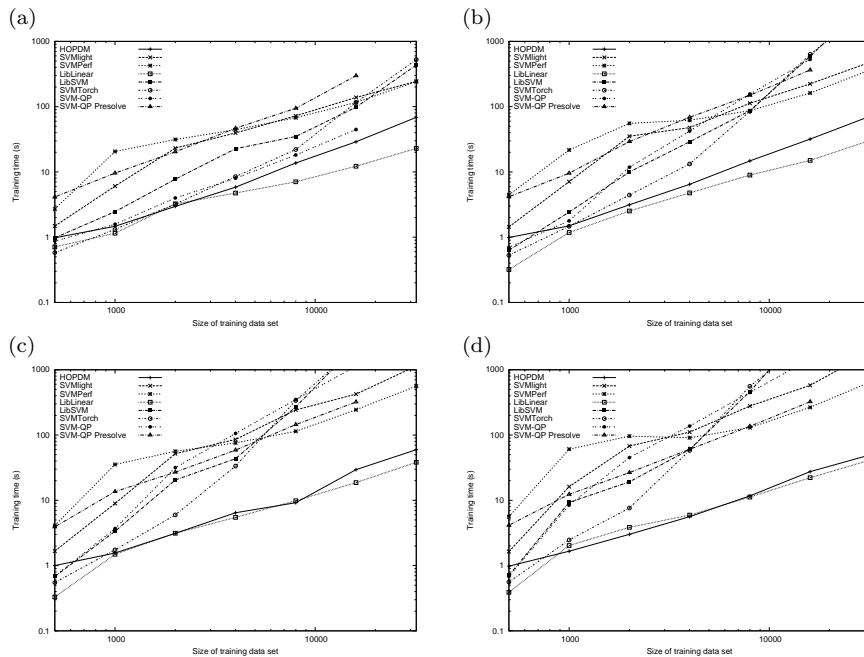 (a)
1000
100
10
1
0.1
Training time (s)
HOPDM
SVMlight
SVMPerf
LibLinear
LibSVM
SVMTorch
SVM-QP
SVM-QP Presolve
1000
10000
Size of training data set
(b)
1000
100
10
1
0.1
Training time (s)
HOPDM
SVMlight
SVMPerf
LibLinear
LibSVM
SVMTorch
SVM-QP
SVM-QP Presolve
1000
10000
Size of training data set
(c)
1000
100
10
1
0.1
Training time (s)
HOPDM
SVMlight
SVMPerf
LibLinear
LibSVM
SVMTorch
SVM-QP
SVM-QP Presolve
1000
10000
Size of training data set
(d)
1000
100
10
1
0.1
Training time (s)
HOPDM
SVMlight
SVMPerf
LibLinear
LibSVM
SVMTorch
SVM-QP
SVM-QP Presolve
1000
10000
Size of training data set